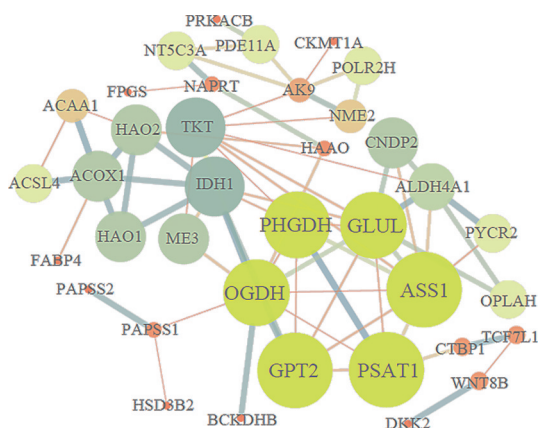 PRKACB
NT5C3A
PDE11A
CKMT1A
POLR2H
FPGS
NAPRT
AK9
ACAA1
NME2
HAO2
TKT
HAAO
CNDP2
ACSL4
ACOX1
IDH1
ALDH4A1
HAO1
ME3
PHGDH
GLUL
PYCR2
FABP4
PAPSS2
OGDH
ASS1
OPLAH
PAPSS1
TCF7L1
CTBP1
GPT2
PSAT1
WNT8B
HSD3B2
BCKDHB
DKK2